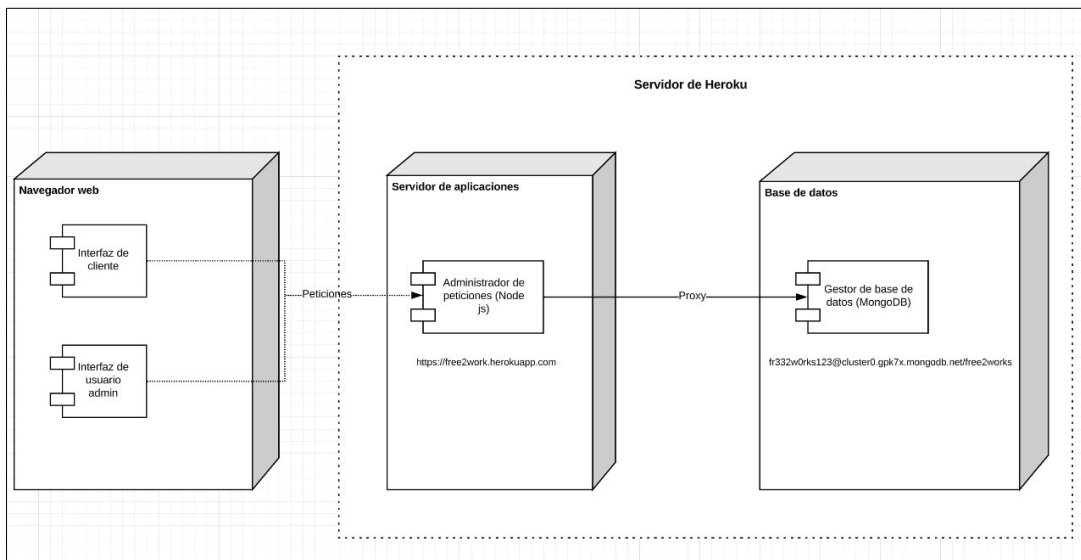 Servidor de Heroku
Navegador web
Interfaz de
cliente
Interfaz de
usuario
admin
Peticiones
Servidor de aplicaciones
Administrador de
peticiones (Node
js)
https://free2work.herokuapp.com
Proxy
Base de datos
Gestor de base de
datos (MongoDB)
fr332w0rks123@cluster0.gpk7x.mongodb.net/free2works